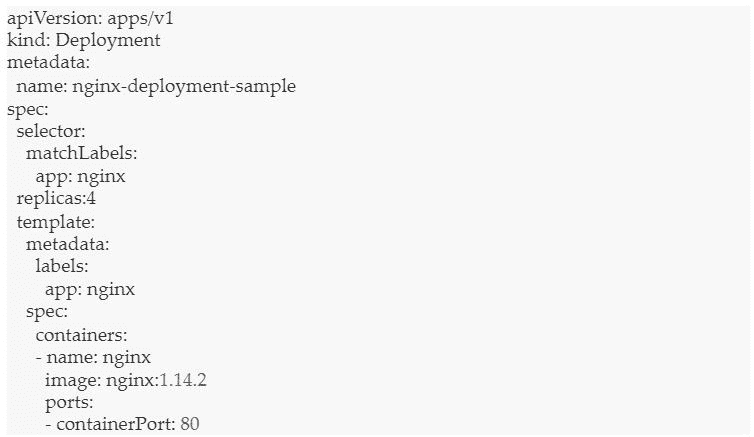 apiVersion: apps/v1
kind: Deployment
metadata:
  name: nginx-deployment-sample
spec:
  selector:
    matchLabels:
      app: nginx
  replicas:4
  template:
    metadata:
      labels:
        app: nginx
    spec:
      containers:
      - name: nginx
        image: nginx:1.14.2
        ports:
        - containerPort: 80